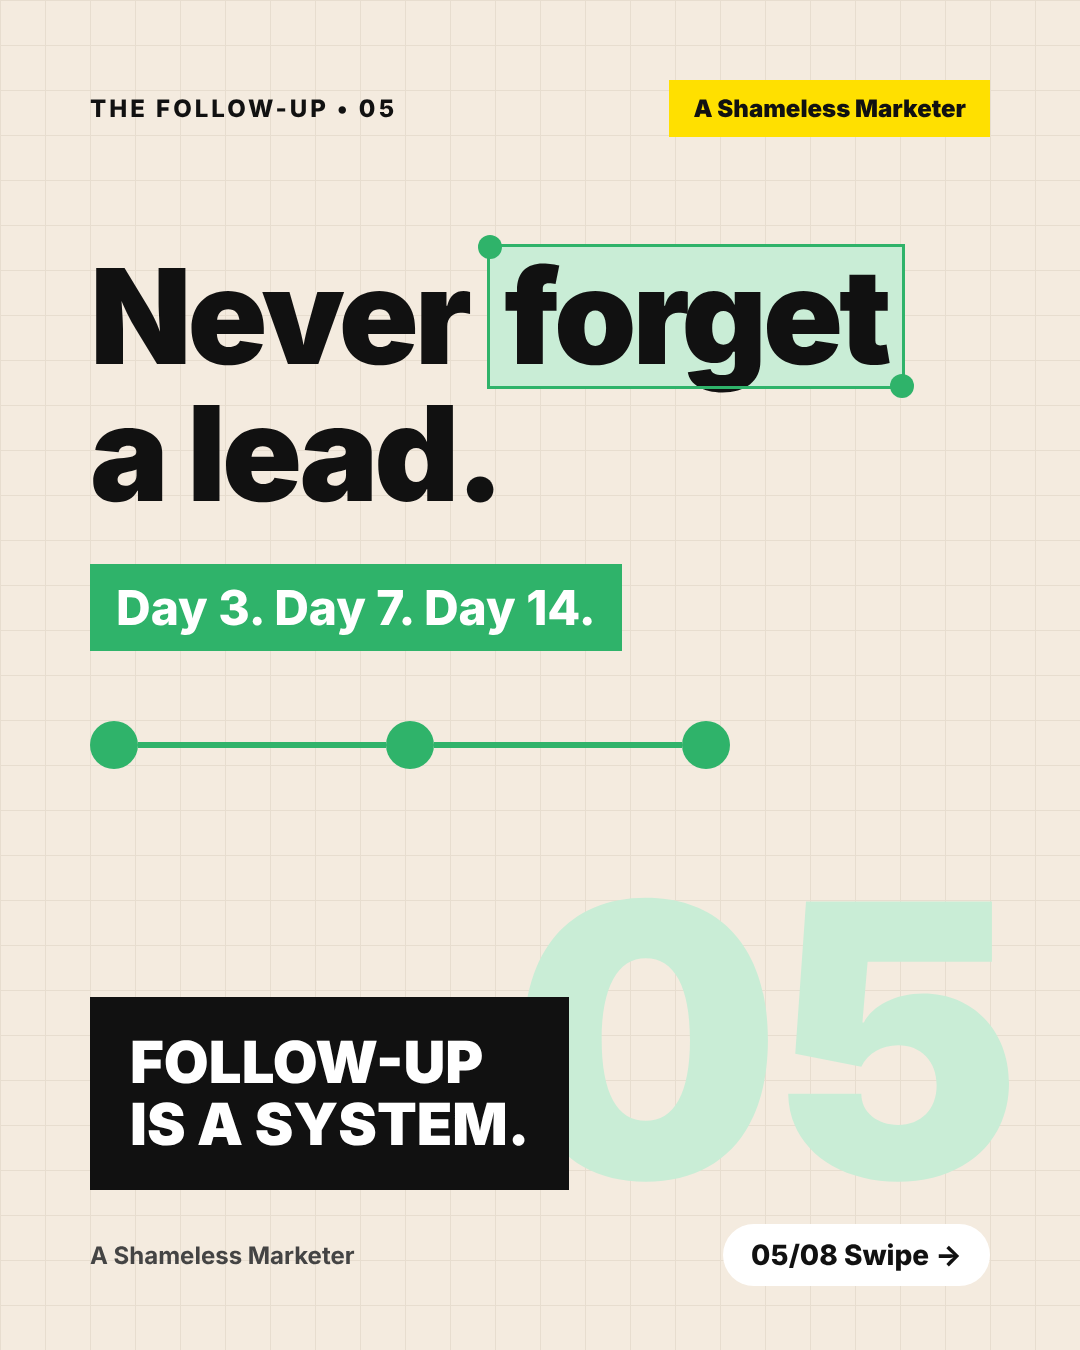 THE FOLLOW-UP • 05
A Shameless Marketer
Never forget
a lead.
Day 3. Day 7. Day 14.
05
FOLLOW-UP
IS A SYSTEM.
A Shameless Marketer
05/08 Swipe →